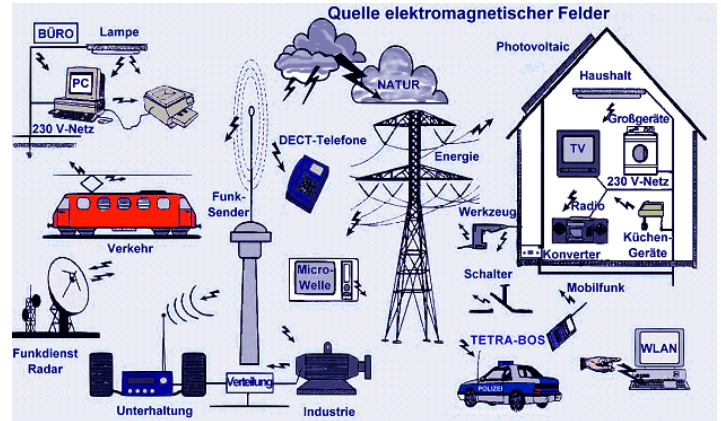 Quelle elektromagnetischer Felder
BÜRO
Lampe
PC
230 V-Netz
NATUR
Photovoltaic
Haushalt
Großgeräte
TV
230 V-Netz
Radio
Konverter
Küchen-
Geräte
DECT-Telefone
Energie
Funk-
Sender
Werkzeug
Verkehr
Micro-
Welle
Schalter
Mobilfunk
Funkdienst
Radar
TETRA-BOS
WLAN
POLIZEI
Verteilung
Unterhaltung
Industrie